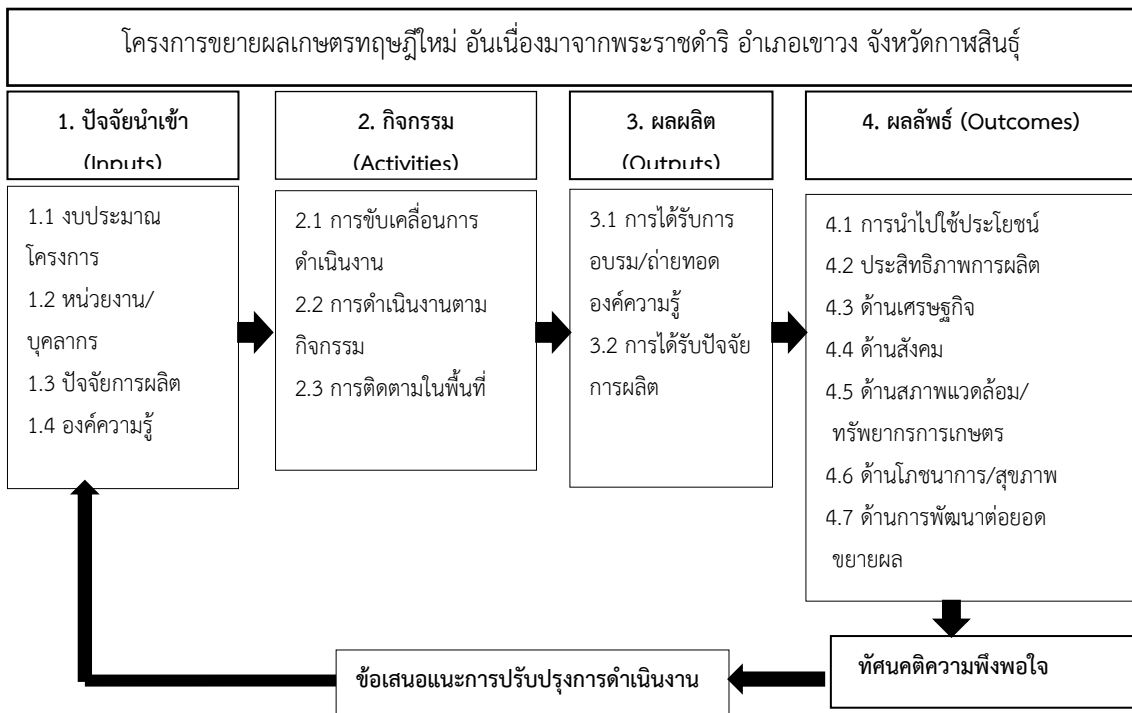 โครงการขยายผลเกษตรทฤษฎีใหม่ อันเนื่องมาจากพระราชดำริ อำเภอเขาวง จังหวัดกาฬสินธุ์
1. ปัจจัยนำเข้า
(Inputs)
2. กิจกรรม
(Activities)
3. ผลผลิต
(Outputs)
4. ผลลัพธ์ (Outcomes)
1.1 งบประมาณ
โครงการ
1.2 หน่วยงาน/
บุคลากร
1.3 ปัจจัยการผลิต
1.4 องค์ความรู้
2.1 การขับเคลื่อนการ
ดำเนินงาน
2.2 การดำเนินงานตาม
กิจกรรม
2.3 การติดตามในพื้นที่
3.1 การได้รับการ
อบรม/ถ่ายทอด
องค์ความรู้
3.2 การได้รับปัจจัย
การผลิต
4.1 การนำไปใช้ประโยชน์
4.2 ประสิทธิภาพการผลิต
4.3 ด้านเศรษฐกิจ
4.4 ด้านสังคม
4.5 ด้านสภาพแวดล้อม/
ทรัพยากรการเกษตร
4.6 ด้านโภชนาการ/สุขภาพ
4.7 ด้านการพัฒนาต่อยอด
ขยายผล
ทัศนคติความพึงพอใจ
ข้อเสนอแนะการปรับปรุงการดำเนินงาน